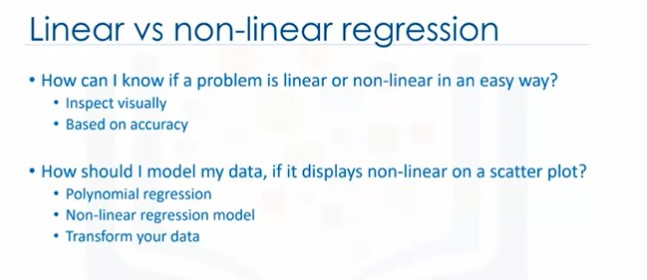 Linear vs non-linear regression
• How can I know if a problem is linear or non-linear in an easy way?
• Inspect visually
• Based on accuracy
• How should I model my data, if it displays non-linear on a scatter plot?
• Polynomial regression
• Non-linear regression model
• Transform your data